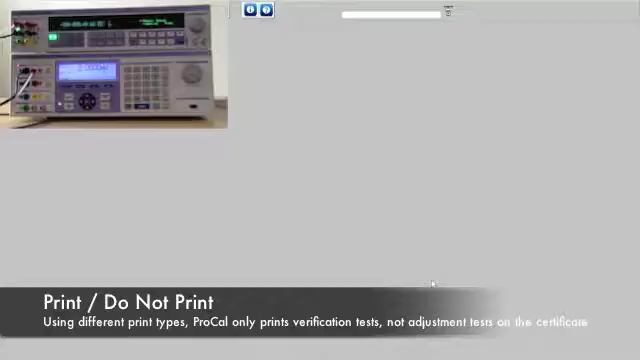 Print / Do Not Print
Using different print types, ProCal only prints verification tests, not adjustment tests on the certificate